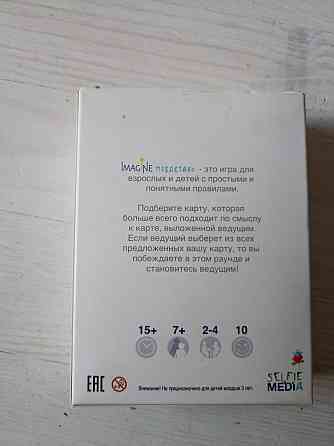 IMAGINE ПОДРОСТКИ - это игра для
взрослых и детей с простыми и
понятными правилами.
Подберите карту, которая
больше всего подходит по смыслу
к карте, выложенной ведущим.
Если ведущий выберет из всех
предложенных вашу карту, то вы
побеждаете в этом раунде и
становитесь ведущим!
15+ 7+ 2-4 10
SELFIE
MEDIA
EAC Внимание! Не предназначено для детей младше 3 лет.